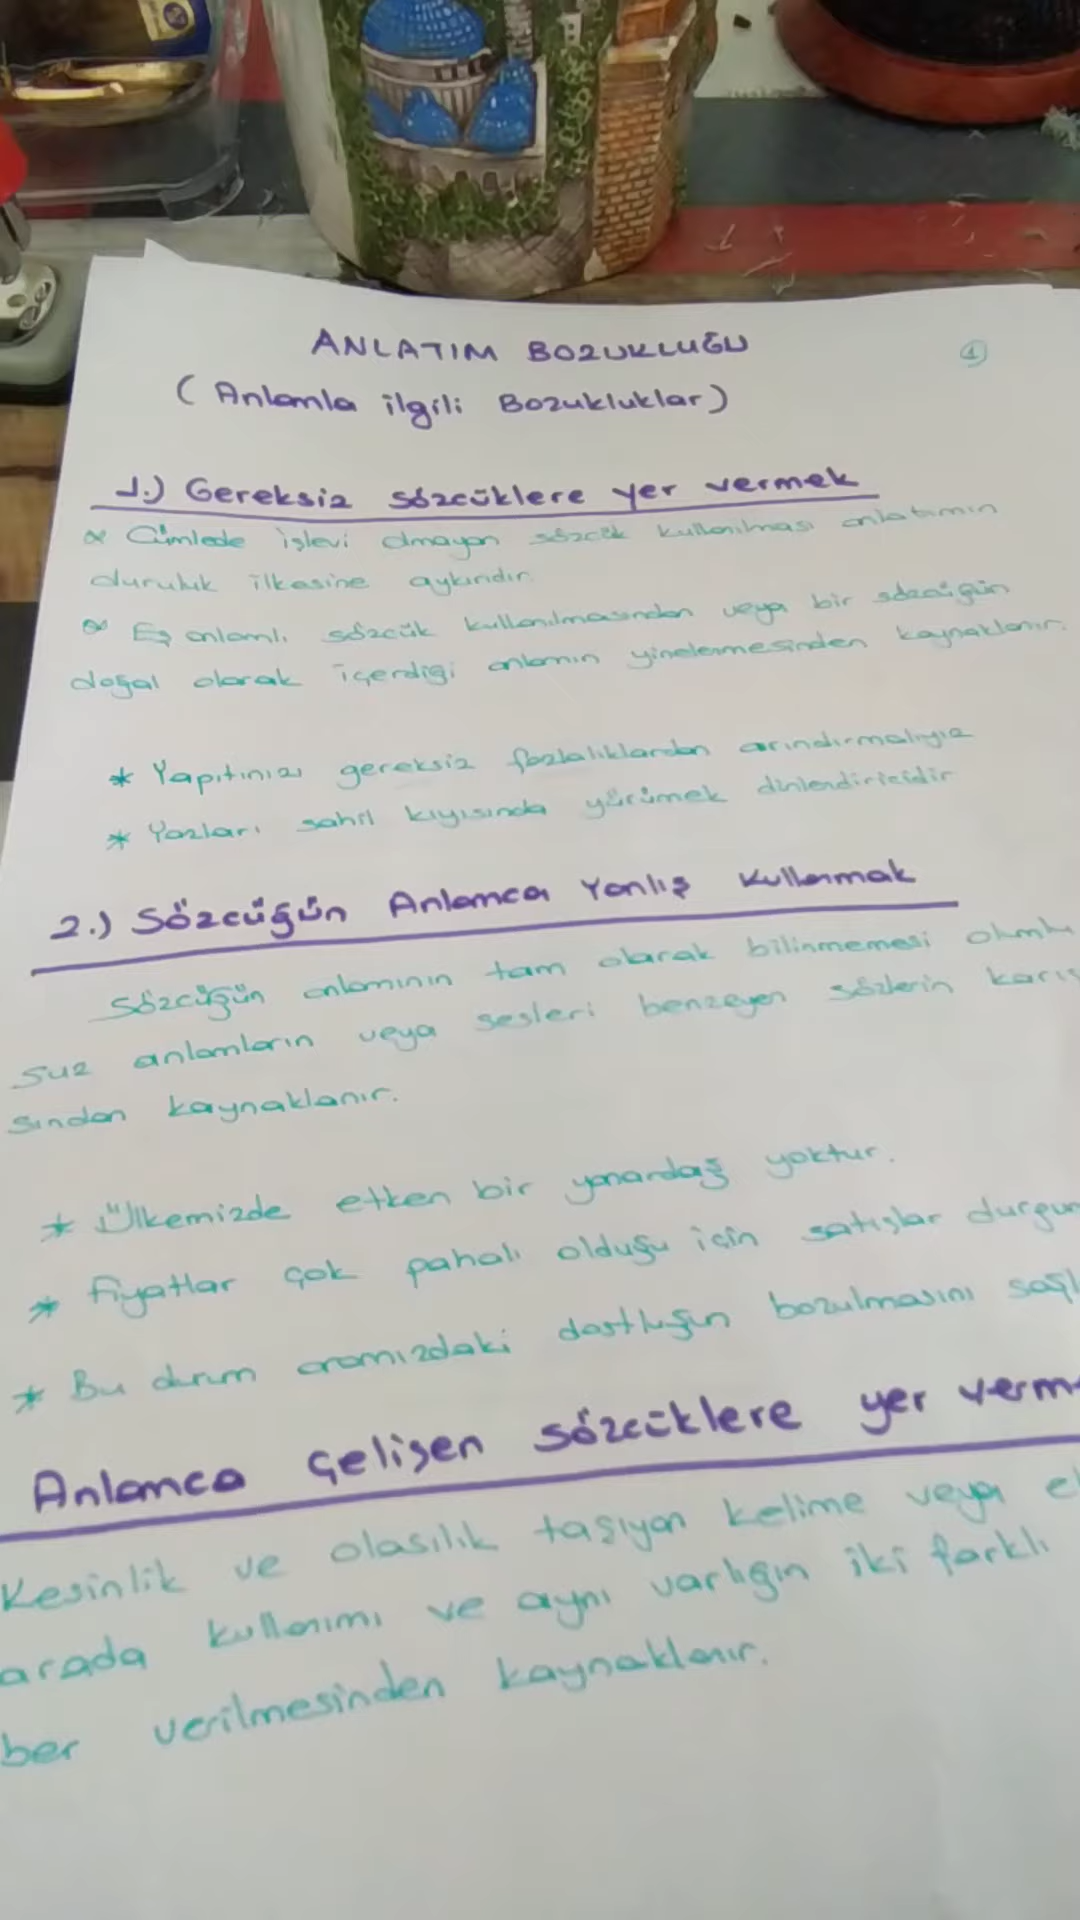 ANLATIM BOZUKLUĞU
1
(Anlamla ilgili Bozukluklar)
1.) Gereksiz sözcüklere yer vermek
Cümlede işlevi olmayan sözcük kullanılması anlatımın
duruluk ilkesine aykırıdır.
Eş anlamlı sözcük kullanılmasından veya bir sözcüğün
doğal olarak içerdiği anlamın yinelenmesinden kaynaklanır.
* Yapıtınızı gereksiz fazlalıklardan arındırmalıyız
* Yazları sahil kıyısında yürümek dinlendiricidir
2.) Sözcüğün Anlamca Yanlış Kullanmak
Sözcüğün anlamının tam olarak bilinmemesi olumlu
suz anlamların veya sesleri benzeyen sözlerin karış
sından kaynaklanır.
* Ülkemizde etken bir yanardağ yoktur.
* Fiyatlar çok pahalı olduğu için satışlar durgun
* Bu durum aramızdaki dostluğun bozulmasını sağl
Anlamca Çelişen sözcüklere yer verm
Kesinlik ve olasılık taşıyan kelime veya e
arada kullanımı ve aynı varlığın iki farklı
ber verilmesinden kaynaklanır.